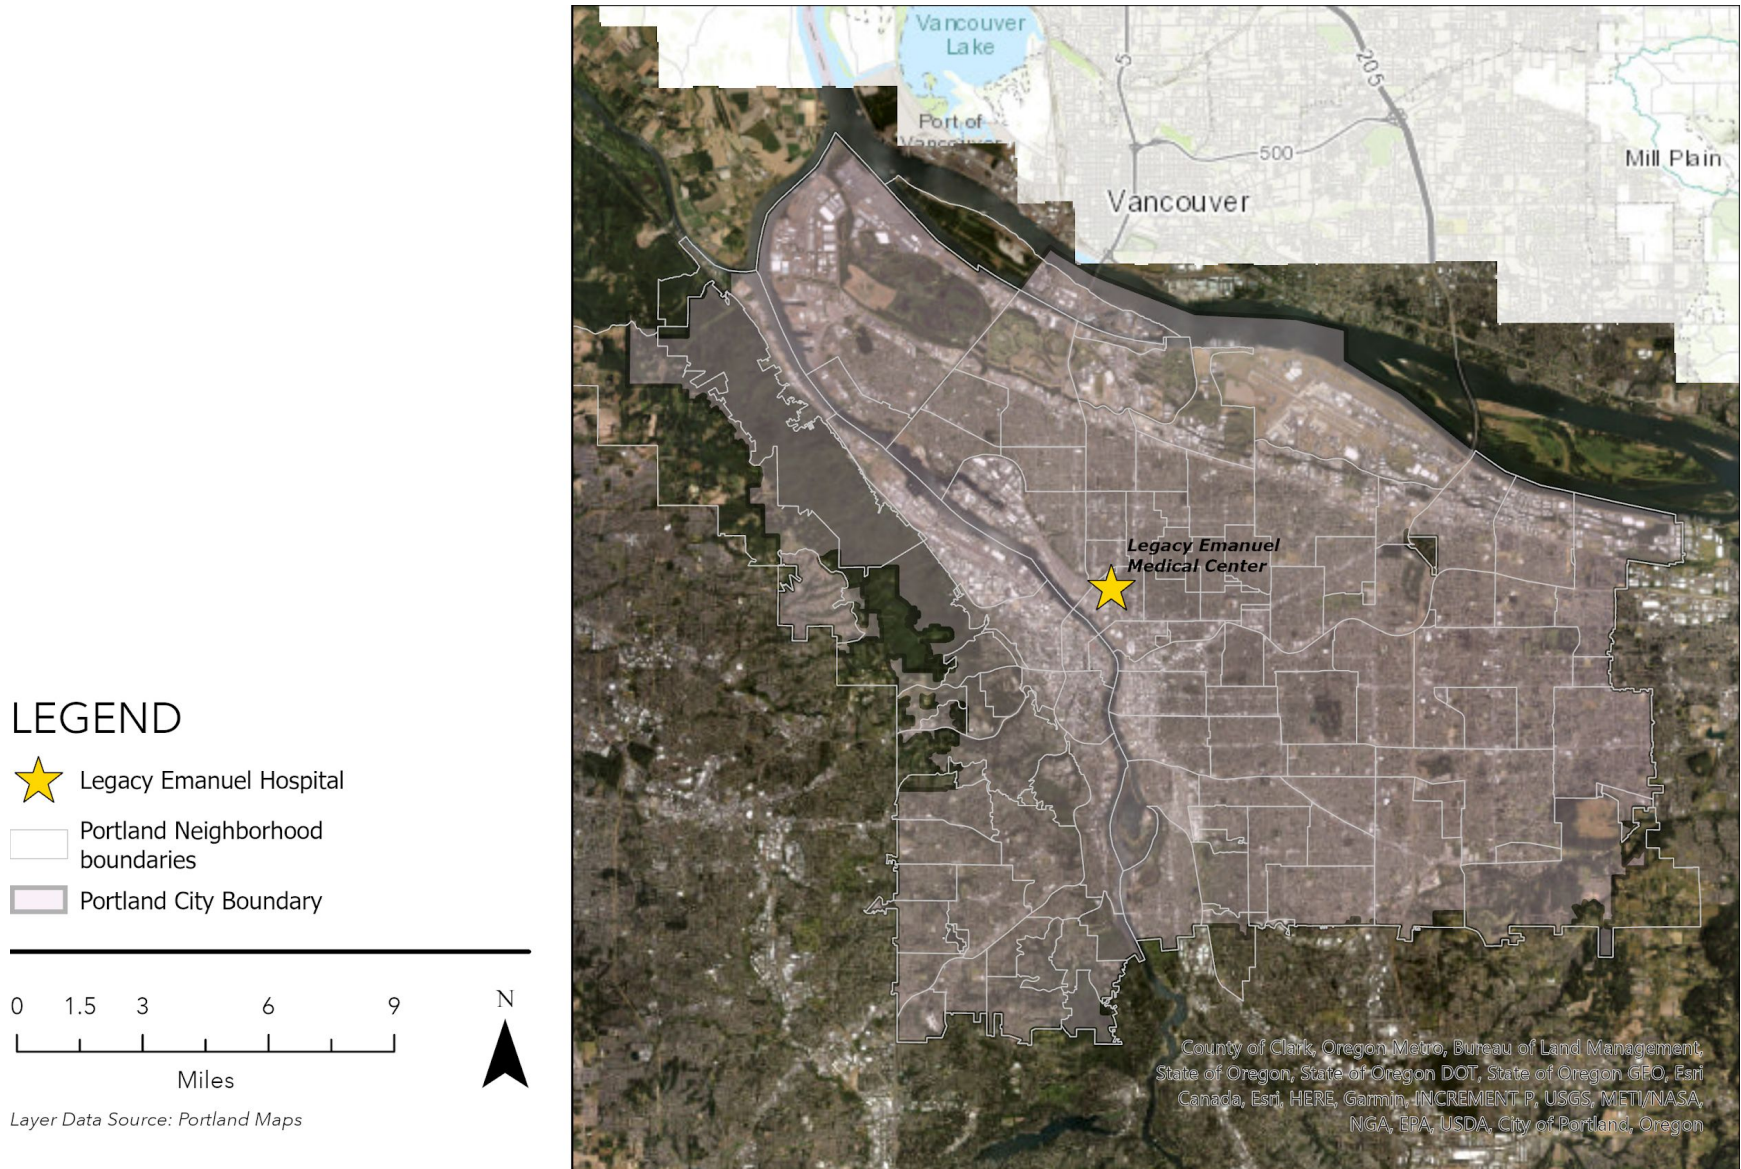 Vancouver
Lake
Port of
Vancouver
5
205
500
Mill Plain
Vancouver
Legacy Emanuel
Medical Center
LEGEND
Legacy Emanuel Hospital
Portland Neighborhood
boundaries
Portland City Boundary
0 1.5 3 6 9
Miles
N
Layer Data Source: Portland Maps
County of Clark, Oregon Metro, Bureau of Land Management,
State of Oregon, State of Oregon DOT, State of Oregon GEO, Esri
Canada, Esri, HERE, Garmin, INCREMENT P, USGS, METI/NASA,
NGA, EPA, USDA, City of Portland, Oregon